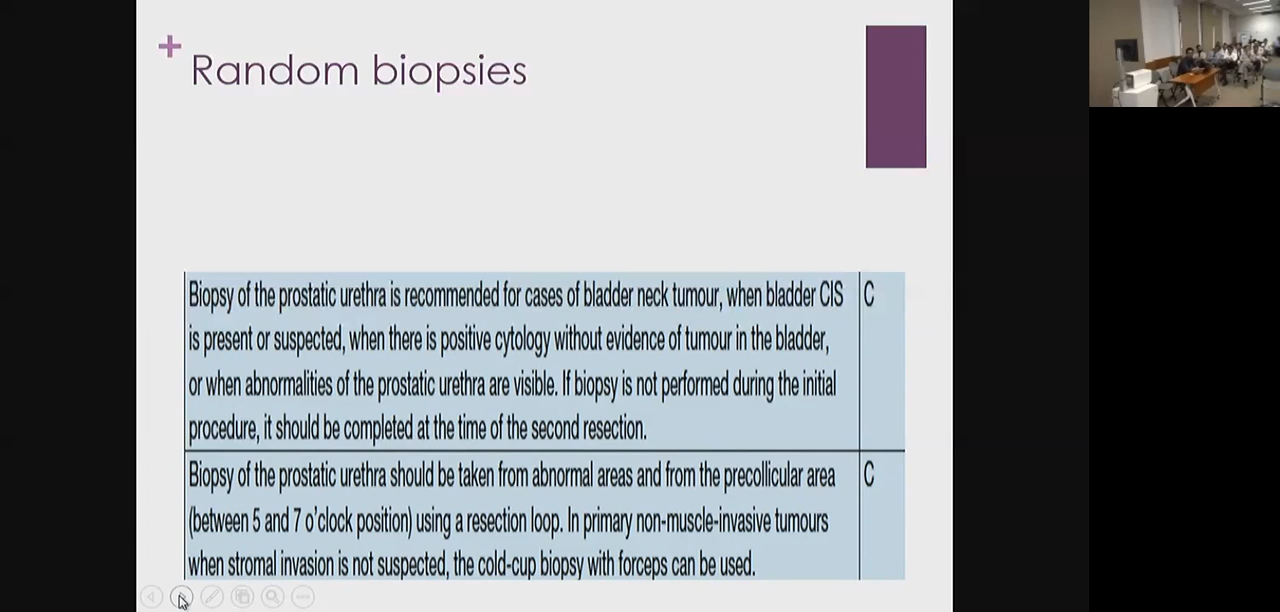 +
Random biopsies
Biopsy of the prostatic urethra is recommended for cases of bladder neck tumour, when bladder CIS C
is present or suspected, when there is positive cytology without evidence of tumour in the bladder,
or when abnormalities of the prostatic urethra are visible. If biopsy is not performed during the initial
procedure, it should be completed at the time of the second resection.
Biopsy of the prostatic urethra should be taken from abnormal areas and from the precollicular area C
(between 5 and 7 o'clock position) using a resection loop. In primary non-muscle-invasive tumours
when stromal invasion is not suspected, the cold-cup biopsy with forceps can be used.